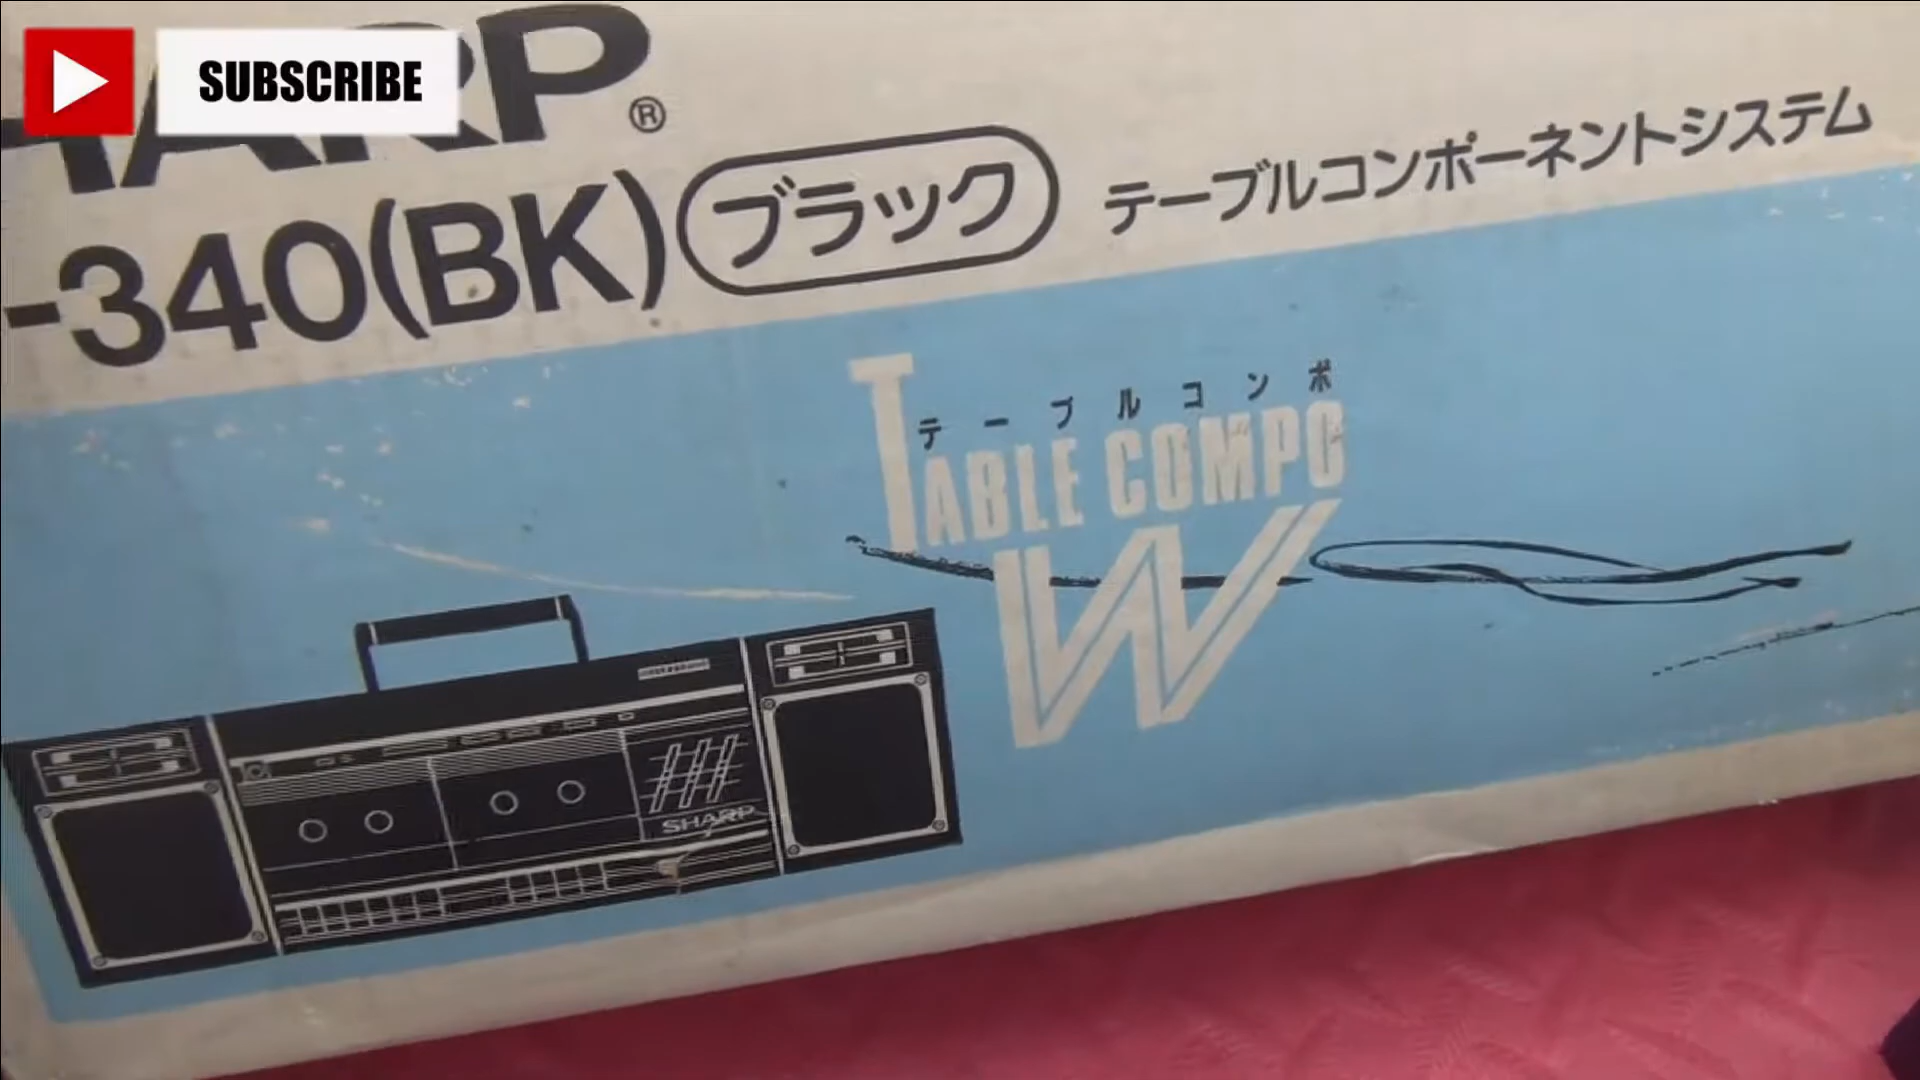 SUBSCRIBE
HARP®
-340(BK) ブラック テーブルコンポーネントシステム
テーブルコンポ
TABLE COMPO
W
SHARP